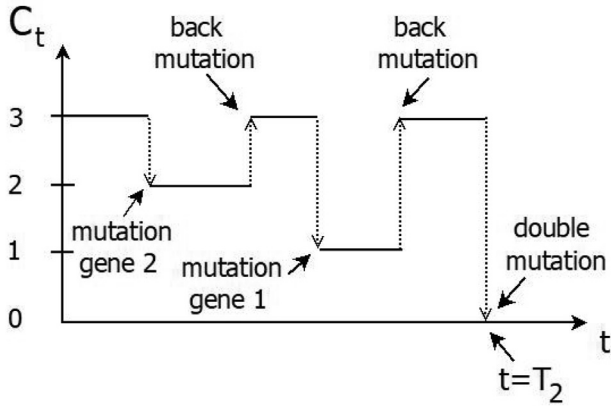 C_t
back
mutation
back
mutation
3
2
1
0
mutation
gene 2
mutation
gene 1
double
mutation
t
t=T_2